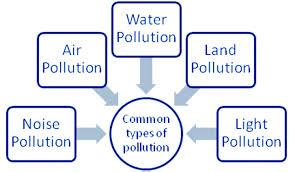 Water
Pollution
Air
Pollution
Land
Pollution
Noise
Pollution
Common
types of
pollution
Light
Pollution